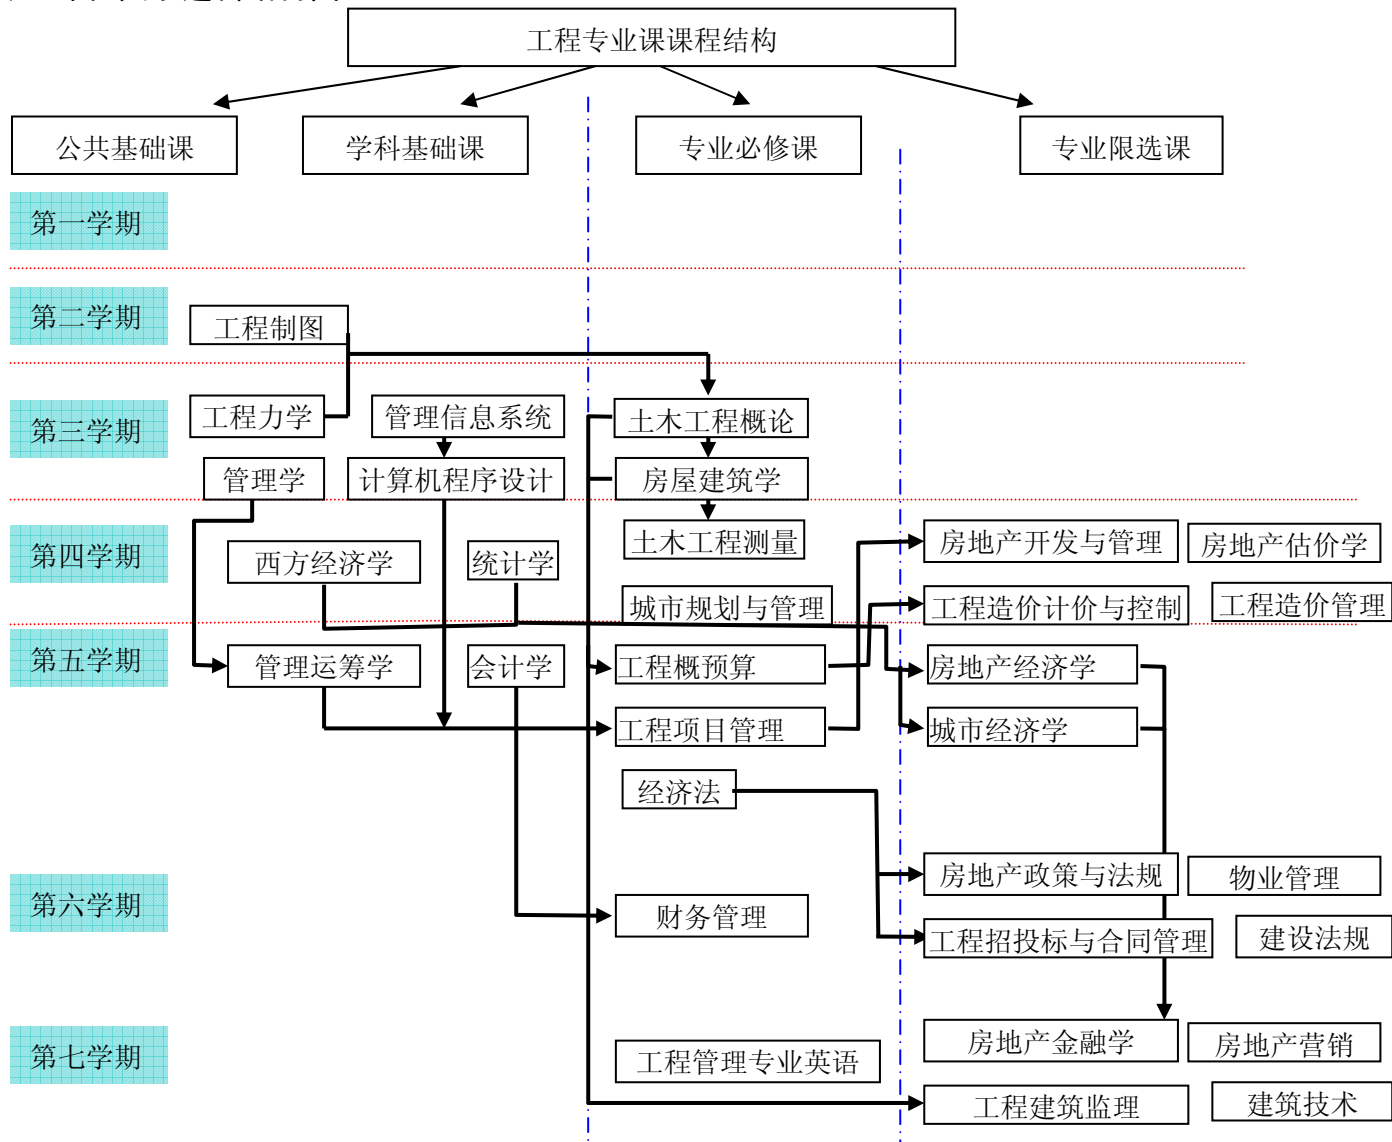 工程专业课课程结构
公共基础课
学科基础课
专业必修课
专业限选课
第一学期
第二学期
工程制图
第三学期
工程力学
管理信息系统
土木工程概论
管理学
计算机程序设计
房屋建筑学
第四学期
西方经济学
统计学
土木工程测量
房地产开发与管理
房地产估价学
城市规划与管理
工程造价计价与控制
工程造价管理
第五学期
管理运筹学
会计学
工程概预算
房地产经济学
工程项目管理
城市经济学
经济法
第六学期
房地产政策与法规
物业管理
财务管理
工程招投标与合同管理
建设法规
第七学期
工程管理专业英语
房地产金融学
房地产营销
工程建筑监理
建筑技术